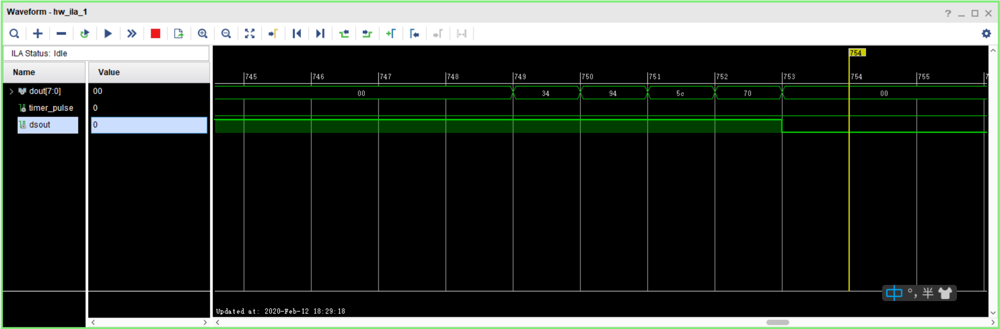 Waveform - hw_ila_1
?
ILA Status: Idle
Name Value
dout[7:0] 00
timer_pulse 0
dsout 0
754
745 746 747 748 749 750 751 752 753 754 755 7
00 34 94 5c 70 00
Updated at: 2020-Feb-12 18:29:18
中 °, 半